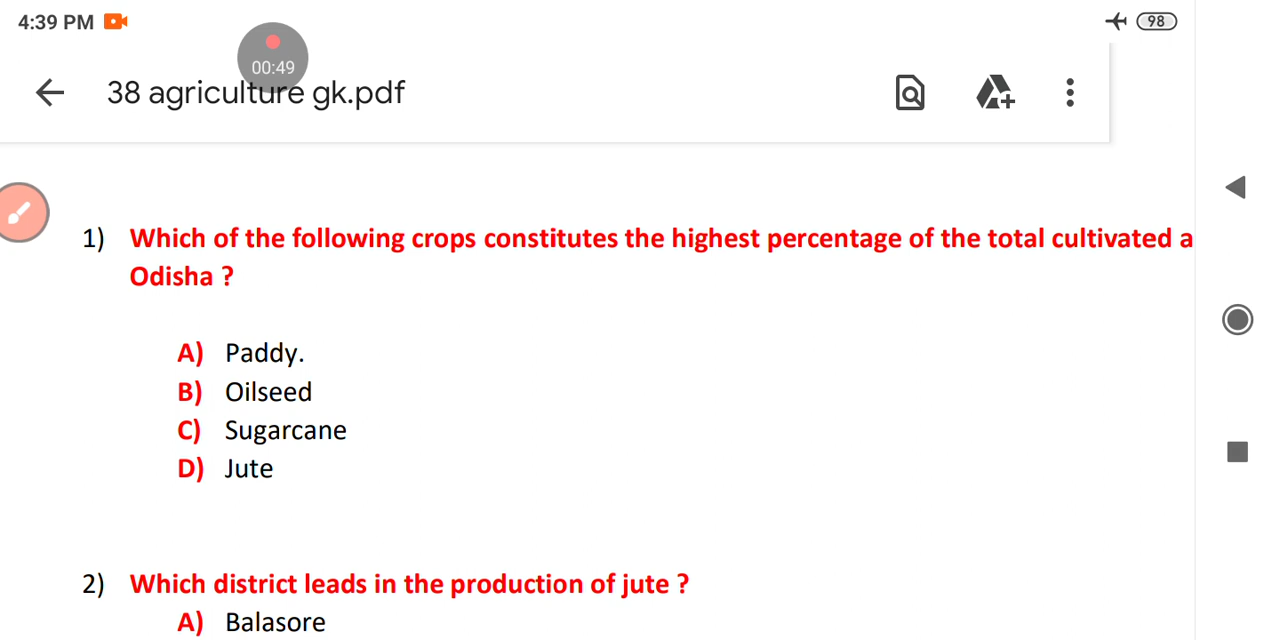 4:39 PM 98
00:49
38 agriculture gk.pdf
1) Which of the following crops constitutes the highest percentage of the total cultivated a
Odisha ?
A) Paddy.
B) Oilseed
C) Sugarcane
D) Jute
2) Which district leads in the production of jute ?
A) Balasore